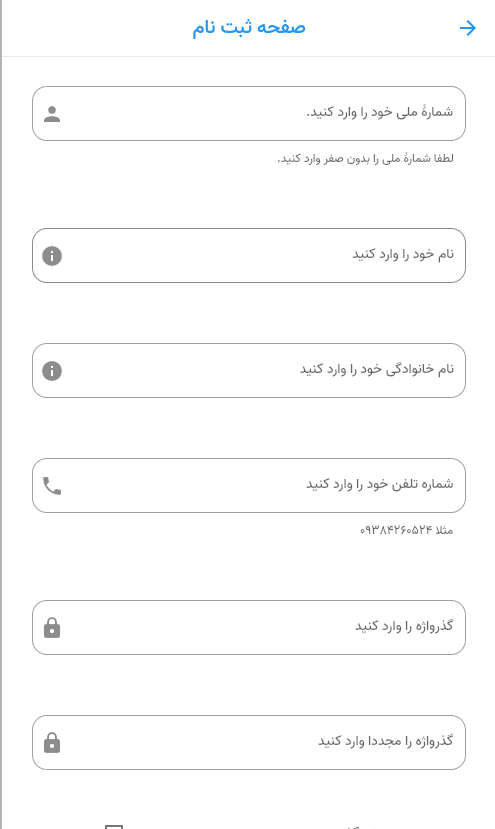 صفحه ثبت نام
شمارهٔ ملی خود را وارد کنید.
لطفا شمارهٔ ملی را بدون صفر وارد کنید.
نام خود را وارد کنید
نام خانوادگی خود را وارد کنید
شماره تلفن خود را وارد کنید
مثلا ۰۹۳۸۴۲۶۰۵۲۴
گذرواژه را وارد کنید
گذرواژه را مجددا وارد کنید